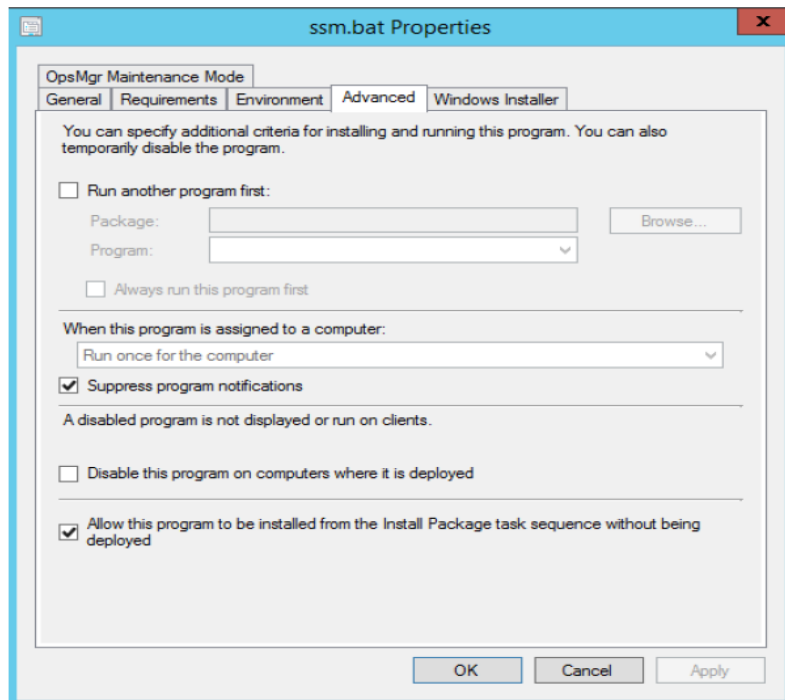 ssm.bat Properties
x
OpsMgr Maintenance Mode
General Requirements Environment Advanced Windows Installer
You can specify additional criteria for installing and running this program. You can also
temporarily disable the program.
Run another program first:
Package: Browse...
Program:
Always run this program first
When this program is assigned to a computer:
Run once for the computer
Suppress program notifications
A disabled program is not displayed or run on clients.
Disable this program on computers where it is deployed
Allow this program to be installed from the Install Package task sequence without being
deployed
OK Cancel Apply